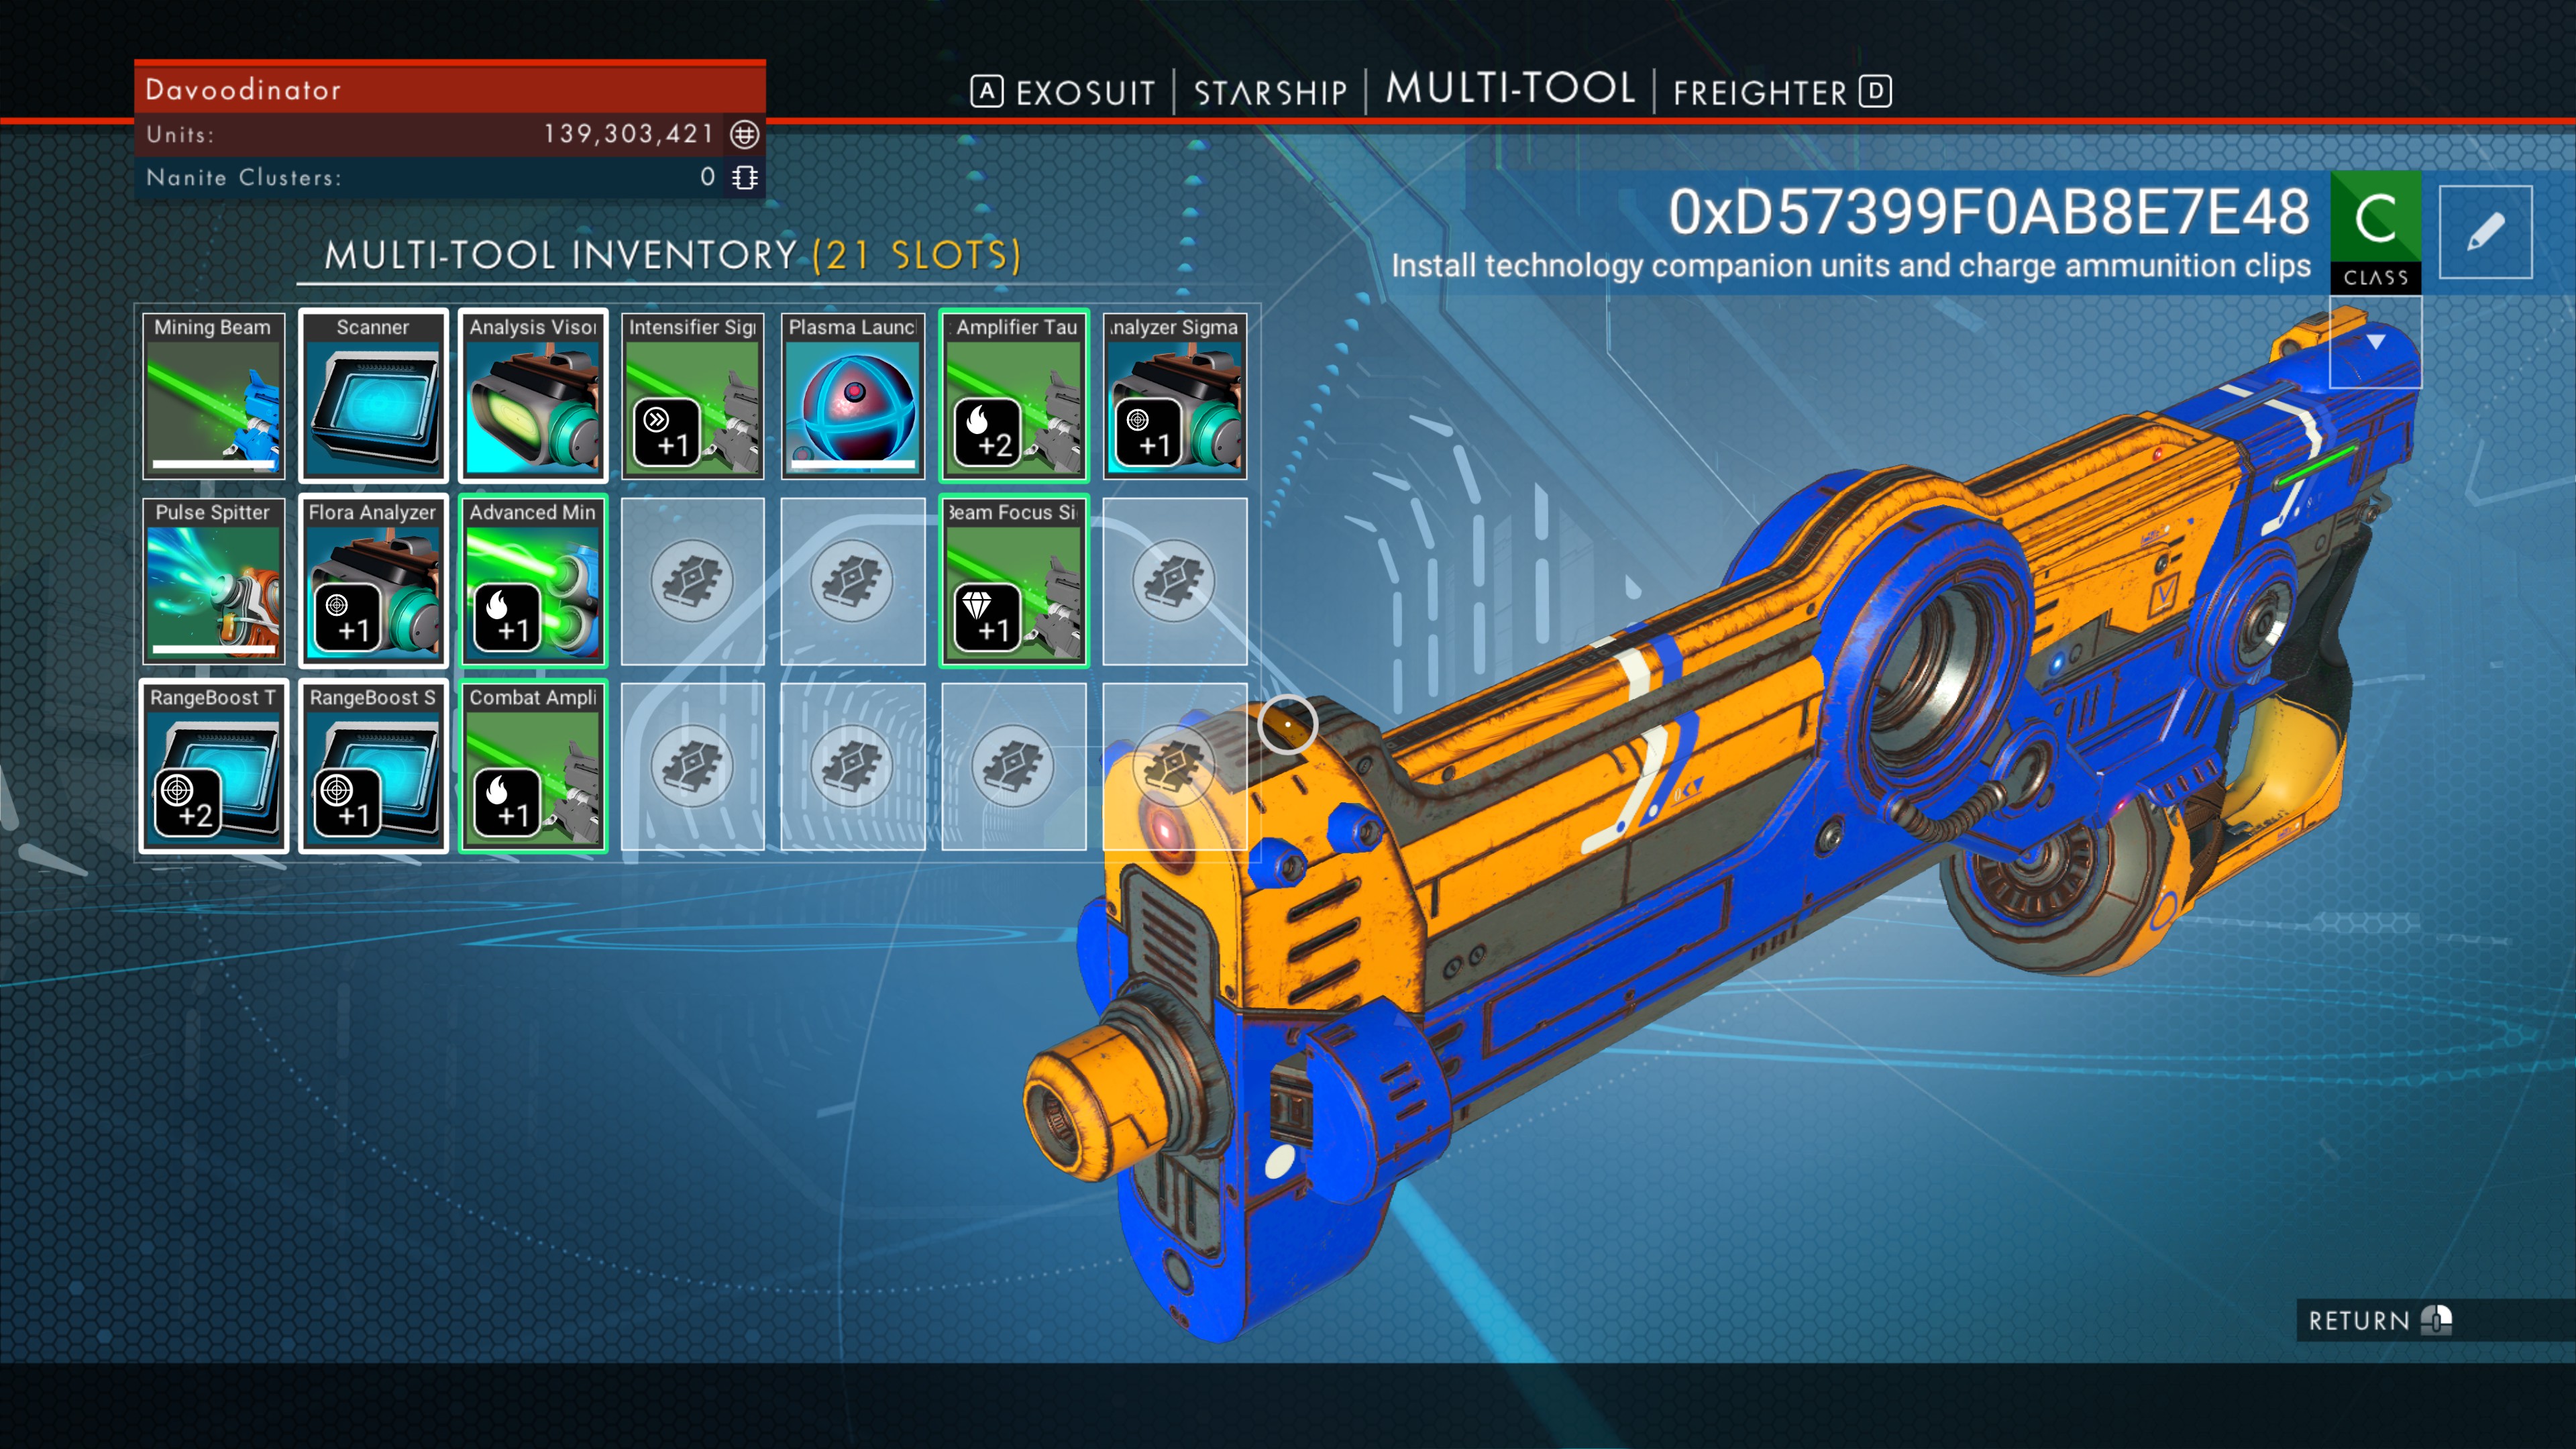 Davoodinator
Units: 139,303,421
Nanite Clusters: 0
A EXOSUIT STARSHIP MULTI-TOOL FREIGHTER D
0xD57399F0AB8E7E48
Install technology companion units and charge ammunition clips
C
CLASS
MULTI-TOOL INVENTORY (21 SLOTS)
Mining Beam Scanner Analysis Visor Intensifier Sig Plasma Launc Amplifier Tau nalyzer Sigma
+1 +2 +1
Pulse Spitter Flora Analyzer Advanced Min Beam Focus Si
+1 +1 +1
RangeBoost T RangeBoost S Combat Ampli
+2 +1 +1
V
RETURN